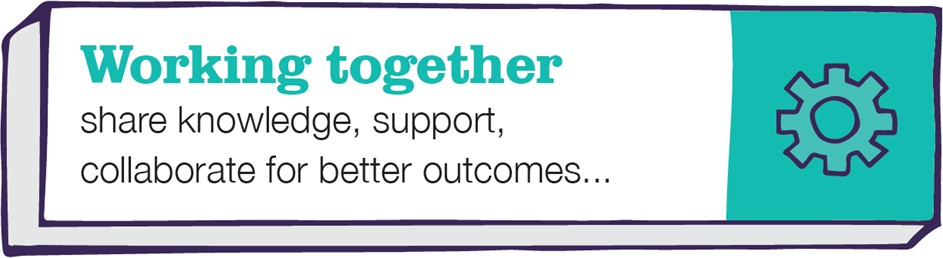 Working together
share knowledge, support,
collaborate for better outcomes...